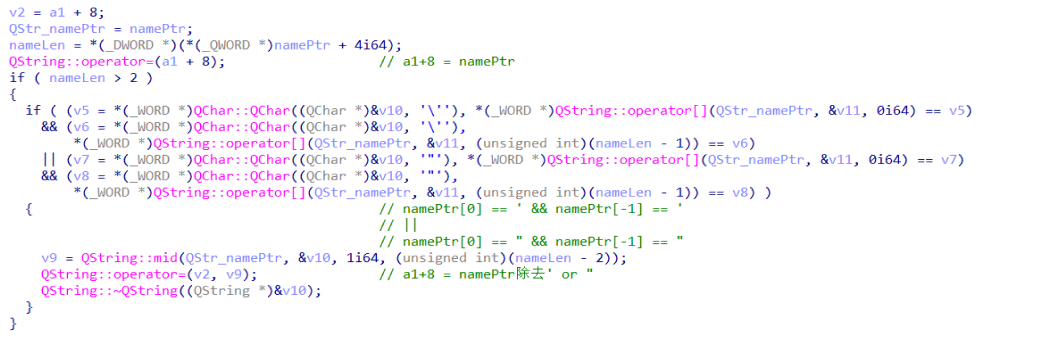 v2 = a1 + 8;
QStr_namePtr = namePtr;
nameLen = *(_DWORD *)(*(_QWORD *)namePtr + 4i64);
QString::operator=(a1 + 8); // a1+8 = namePtr
if ( nameLen > 2 )
{
if ( (v5 = *(_WORD *)QChar::QChar((QChar *)&v10, '\''), *(_WORD *)QString::operator[](QStr_namePtr, &v11, 0i64) == v5)
&& (v6 = *(_WORD *)QChar::QChar((QChar *)&v10, '\''),
*(_WORD *)QString::operator[](QStr_namePtr, &v11, (unsigned int)(nameLen - 1)) == v6)
|| (v7 = *(_WORD *)QChar::QChar((QChar *)&v10, '"'), *(_WORD *)QString::operator[](QStr_namePtr, &v11, 0i64) == v7)
&& (v8 = *(_WORD *)QChar::QChar((QChar *)&v10, '"'),
*(_WORD *)QString::operator[](QStr_namePtr, &v11, (unsigned int)(nameLen - 1)) == v8) )
{ // namePtr[0] == ' && namePtr[-1] == '
// ||
// namePtr[0] == " && namePtr[-1] == "
v9 = QString::mid(QStr_namePtr, &v10, 1i64, (unsigned int)(nameLen - 2));
QString::operator=(v2, v9); // a1+8 = namePtr除去' or "
QString::~QString((QString *)&v10);
}
}